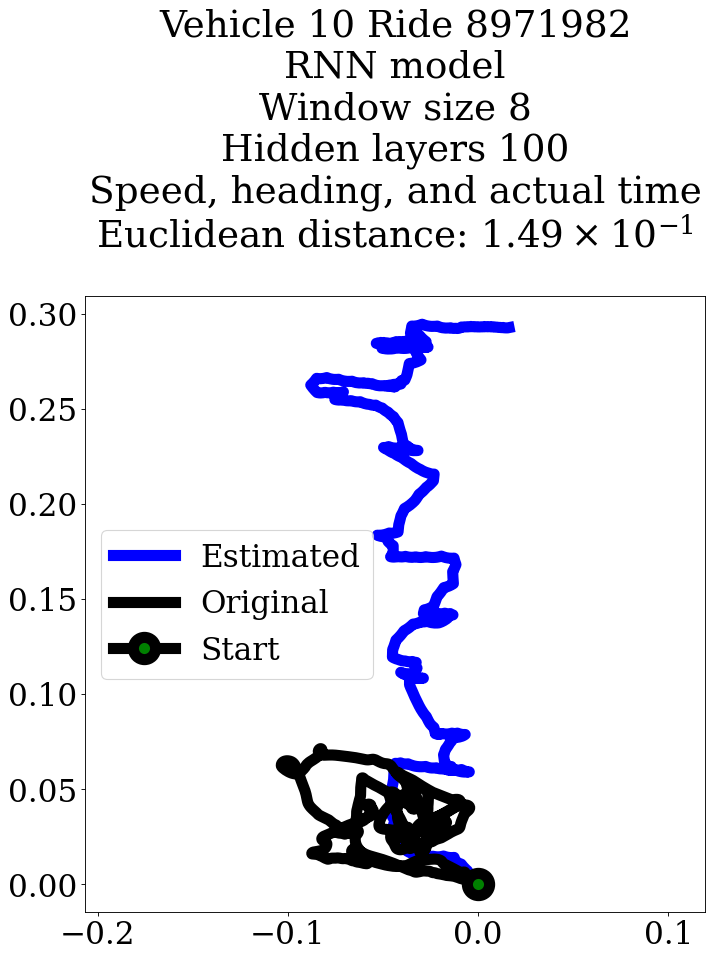 Vehicle 10 Ride 8971982
RNN model
Window size 8
Hidden layers 100
Speed, heading, and actual time
Euclidean distance: 1.49 × 10⁻¹
0.30
0.25
0.20
0.15
0.10
0.05
0.00
Estimated
Original
Start
−0.2 −0.1 0.0 0.1